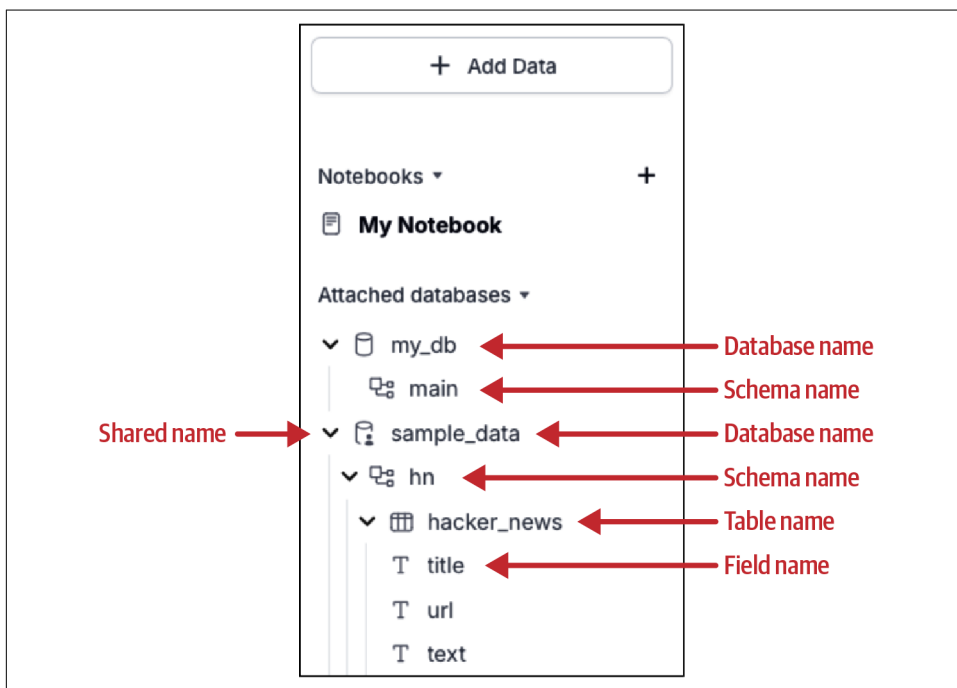 + Add Data
Notebooks +
My Notebook
Attached databases
my_db Database name
main Schema name
Shared name sample_data Database name
hn Schema name
hacker_news Table name
T title Field name
T url
T text